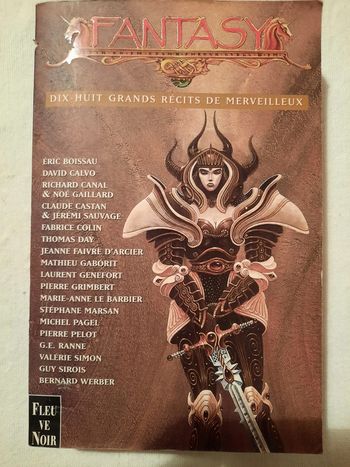 FANTASY
DIX-HUIT GRANDS RÉCITS DE MERVEILLEUX
ÉRIC BOISSAU
DAVID CALVO
RICHARD CANAL
& NOÉ GAILLARD
CLAUDE CASTAN
& JÉRÉMI SAUVAGE
FABRICE COLIN
THOMAS DAY
JEANNE FAIVRE D'ARCIER
MATHIEU GABORIT
LAURENT GENEFORT
PIERRE GRIMBERT
MARIE-ANNE LE BARBIER
STÉPHANE MARSAN
MICHEL PAGEL
PIERRE PELOT
G.E. RANNE
VALÉRIE SIMON
GUY SIROIS
BERNARD WERBER
FLEU
VE
NOIR